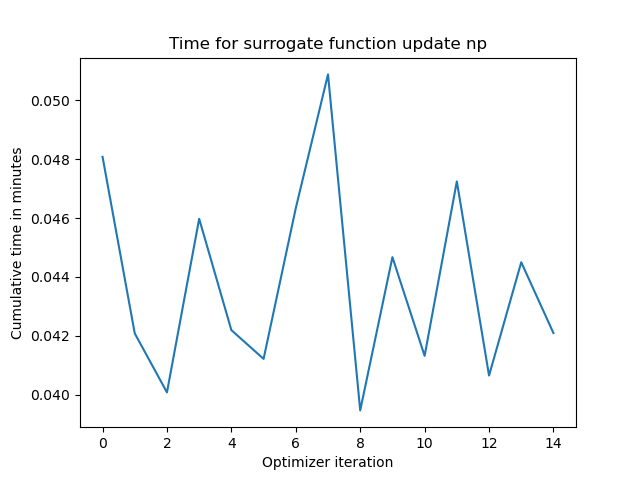 Time for surrogate function update np
Cumulative time in minutes
0.050
0.048
0.046
0.044
0.042
0.040
0 2 4 6 8 10 12 14
Optimizer iteration